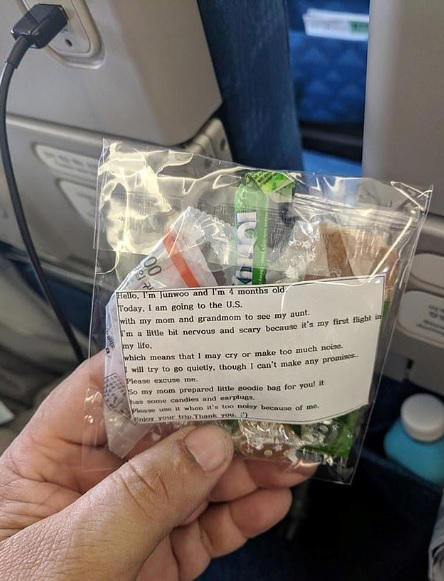 Hello, I'm Junwoo and I'm 4 months old.
Today, I am going to the U.S.
with my mom and grandmom to see my aunt.
I'm a little bit nervous and scary because it's my first flight in
my life,
which means that I may cry or make too much noise.
I will try to go quietly, though I can't make any promises.
Please excuse me.
So my mom prepared little goodie bag for you! it
has some candies and earplugs.
Please use it when it's too noisy because of me.
Enjoy your trip.Thank you. :')